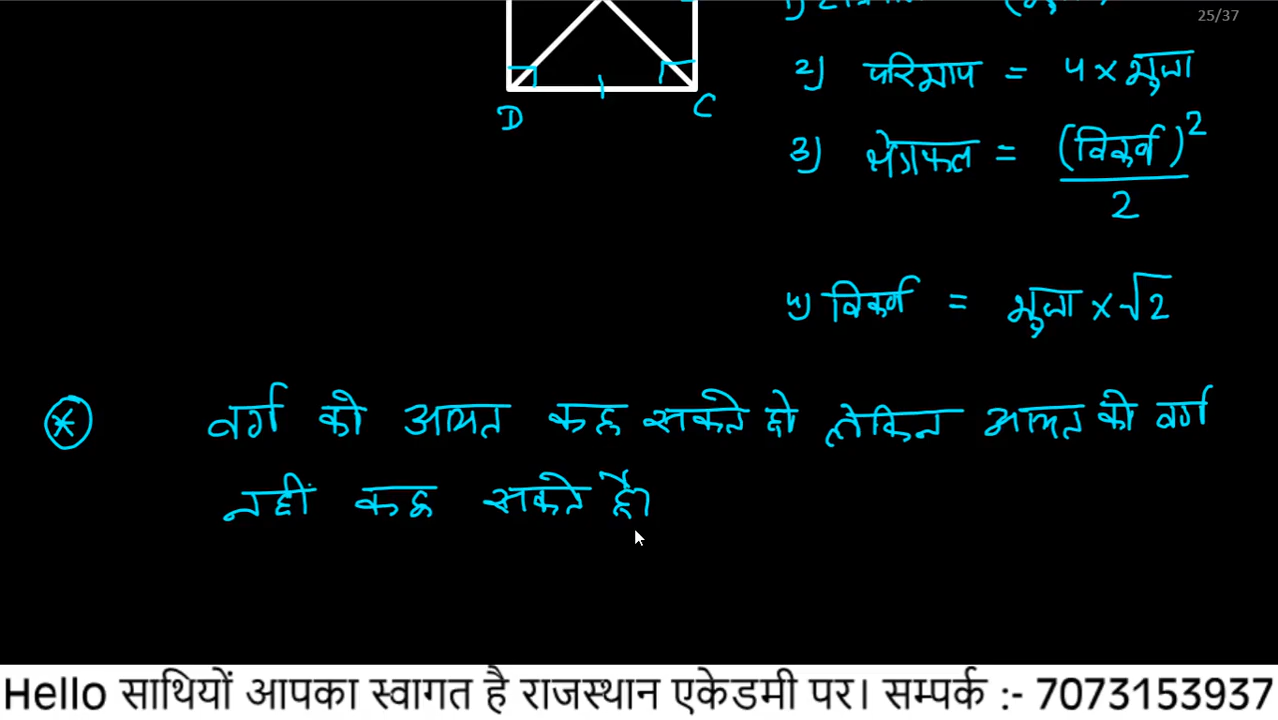 25/37
1)
2) परिमाप = 4 × भुजा
3) क्षेत्रफल = (विकर्ण)² / 2
D C
4) विकर्ण = भुजा × √2
* वर्ग को आयत कह सकते हो लेकिन आयत को वर्ग
नहीं कह सकते है।
Hello साथियों आपका स्वागत है राजस्थान एकेडमी पर। सम्पर्क :- 7073153937